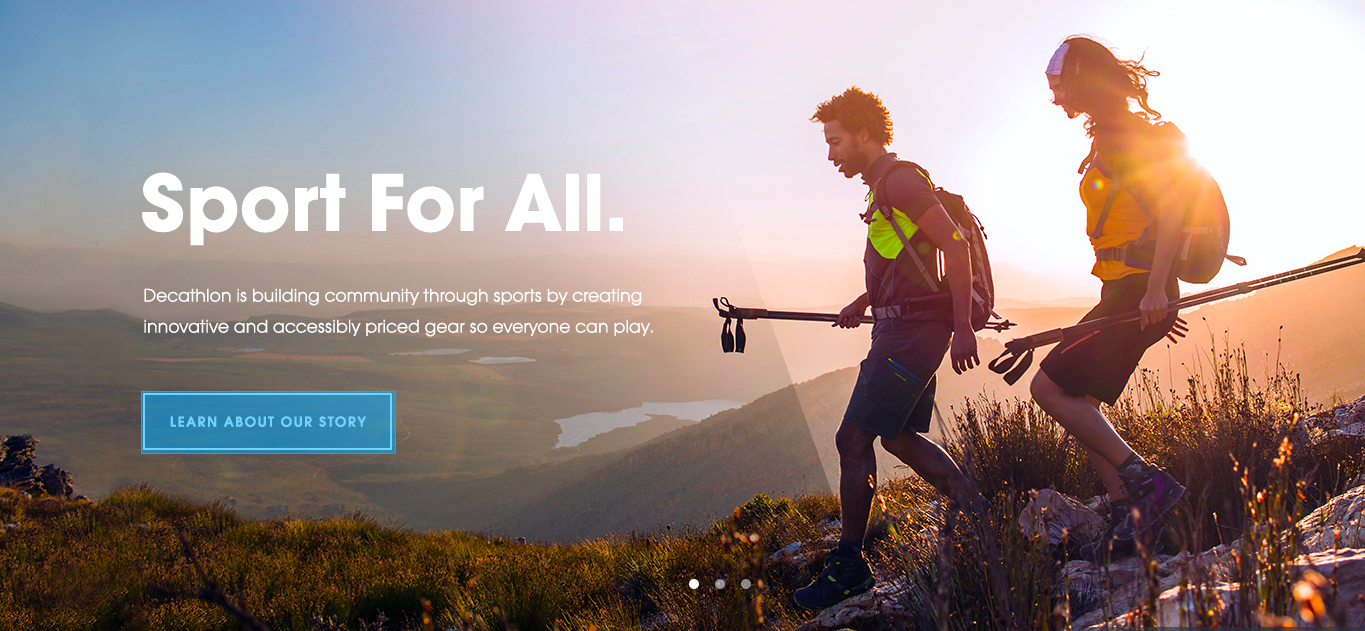 Sport For All.
Decathlon is building community through sports by creating
innovative and accessibly priced gear so everyone can play.
LEARN ABOUT OUR STORY